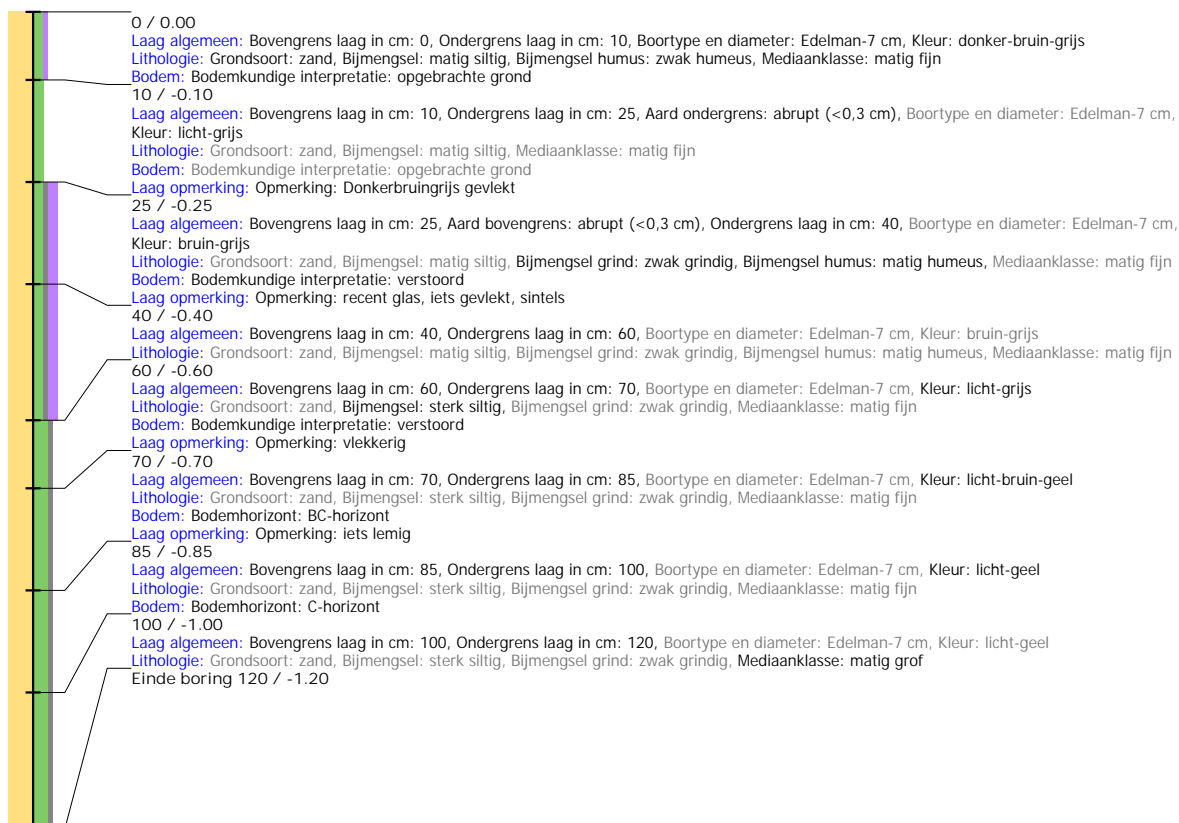 0 / 0.00
Laag algemeen: Bovengrens laag in cm: 0, Ondergrens laag in cm: 10, Boortype en diameter: Edelman-7 cm, Kleur: donker-bruin-grijs
Lithologie: Grondsoort: zand, Bijmengsel: matig siltig, Bijmengsel humus: zwak humeus, Mediaanklasse: matig fijn
Bodem: Bodemkundige interpretatie: opgebrachte grond
10 / -0.10
Laag algemeen: Bovengrens laag in cm: 10, Ondergrens laag in cm: 25, Aard ondergrens: abrupt (<0,3 cm), Boortype en diameter: Edelman-7 cm,
Kleur: licht-grijs
Lithologie: Grondsoort: zand, Bijmengsel: matig siltig, Mediaanklasse: matig fijn
Bodem: Bodemkundige interpretatie: opgebrachte grond
Laag opmerking: Opmerking: Donkerbruingrijs gevlekt
25 / -0.25
Laag algemeen: Bovengrens laag in cm: 25, Aard bovengrens: abrupt (<0,3 cm), Ondergrens laag in cm: 40, Boortype en diameter: Edelman-7 cm,
Kleur: bruin-grijs
Lithologie: Grondsoort: zand, Bijmengsel: matig siltig, Bijmengsel grind: zwak grindig, Bijmengsel humus: matig humeus, Mediaanklasse: matig fijn
Bodem: Bodemkundige interpretatie: verstoord
Laag opmerking: Opmerking: recent glas, iets gevlekt, sintels
40 / -0.40
Laag algemeen: Bovengrens laag in cm: 40, Ondergrens laag in cm: 60, Boortype en diameter: Edelman-7 cm, Kleur: bruin-grijs
Lithologie: Grondsoort: zand, Bijmengsel: matig siltig, Bijmengsel grind: zwak grindig, Bijmengsel humus: matig humeus, Mediaanklasse: matig fijn
60 / -0.60
Laag algemeen: Bovengrens laag in cm: 60, Ondergrens laag in cm: 70, Boortype en diameter: Edelman-7 cm, Kleur: licht-grijs
Lithologie: Grondsoort: zand, Bijmengsel: sterk siltig, Bijmengsel grind: zwak grindig, Mediaanklasse: matig fijn
Bodem: Bodemkundige interpretatie: verstoord
Laag opmerking: Opmerking: vlekkerig
70 / -0.70
Laag algemeen: Bovengrens laag in cm: 70, Ondergrens laag in cm: 85, Boortype en diameter: Edelman-7 cm, Kleur: licht-bruin-geel
Lithologie: Grondsoort: zand, Bijmengsel: sterk siltig, Bijmengsel grind: zwak grindig, Mediaanklasse: matig fijn
Bodem: Bodemhorizont: BC-horizont
Laag opmerking: Opmerking: iets lemig
85 / -0.85
Laag algemeen: Bovengrens laag in cm: 85, Ondergrens laag in cm: 100, Boortype en diameter: Edelman-7 cm, Kleur: licht-geel
Lithologie: Grondsoort: zand, Bijmengsel: sterk siltig, Bijmengsel grind: zwak grindig, Mediaanklasse: matig fijn
Bodem: Bodemhorizont: C-horizont
100 / -1.00
Laag algemeen: Bovengrens laag in cm: 100, Ondergrens laag in cm: 120, Boortype en diameter: Edelman-7 cm, Kleur: licht-geel
Lithologie: Grondsoort: zand, Bijmengsel: sterk siltig, Bijmengsel grind: zwak grindig, Mediaanklasse: matig grof
Einde boring 120 / -1.20